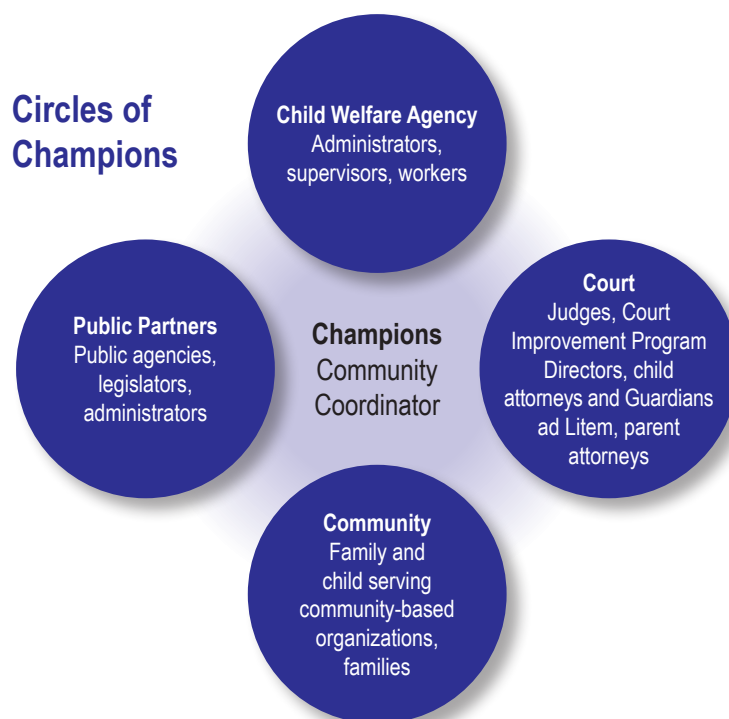 Circles of
Champions
Child Welfare Agency
Administrators,
supervisors, workers
Public Partners
Public agencies,
legislators,
administrators
Champions
Community
Coordinator
Court
Judges, Court
Improvement Program
Directors, child
attorneys and Guardians
ad Litem, parent
attorneys
Community
Family and
child serving
community-based
organizations,
families